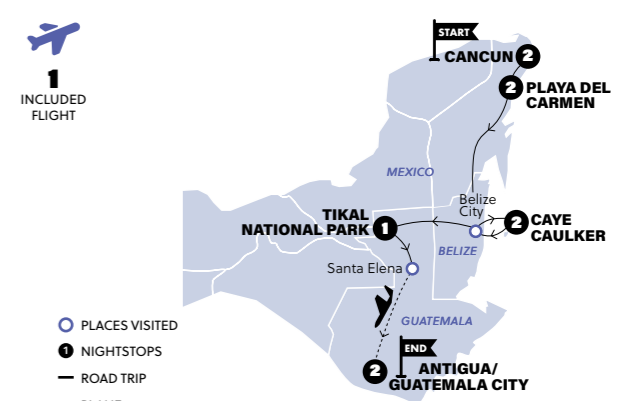 1
INCLUDED
FLIGHT
START
CANCUN 2
2 PLAYA DEL
CARMEN
MEXICO
Belize
City
2 CAYE
CAULKER
TIKAL
NATIONAL PARK 1
BELIZE
Santa Elena
GUATEMALA
END
2 ANTIGUA/
GUATEMALA CITY
PLACES VISITED
1 NIGHTSTOPS
ROAD TRIP